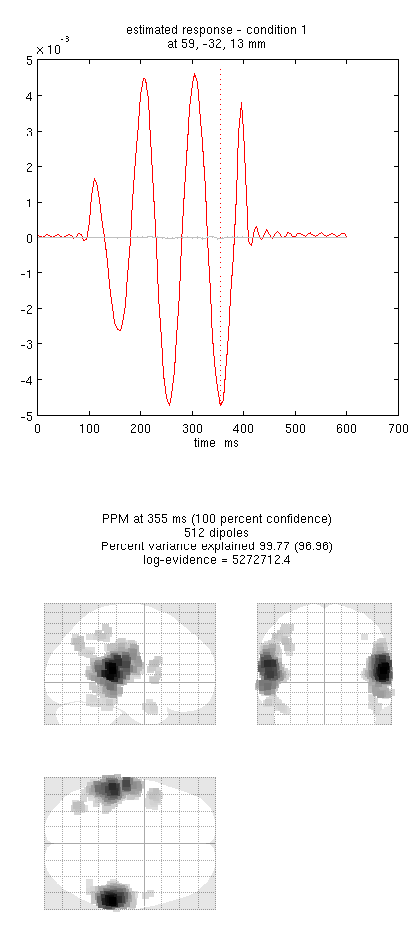 estimated response - condition 1
at 59, -32, 13 mm
× 10⁻³
5
4
3
2
1
0
-1
-2
-3
-4
-5
0 100 200 300 400 500 600 700
time ms
PPM at 355 ms (100 percent confidence)
512 dipoles
Percent variance explained 99.77 (96.96)
log-evidence = 5272712.4